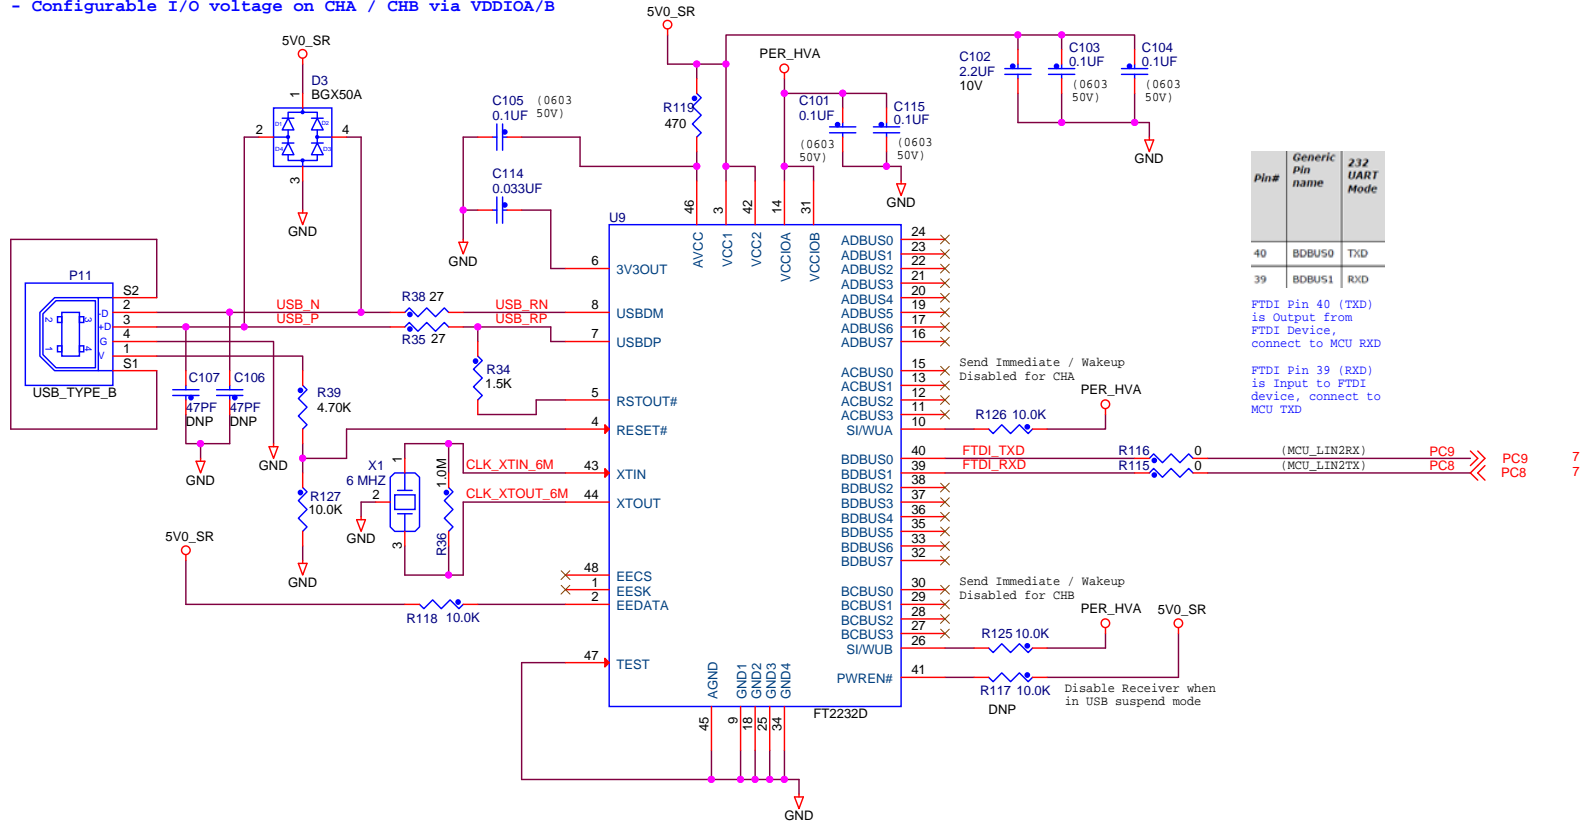 - Configurable I/O voltage on CHA / CHB via VDDIOA/B
5V0_SR
5V0_SR
PER_HVA
D3
BGX50A
1
2
4
3
D1
D2
D4
D3
GND
C105
0.1UF
(0603
50V)
C114
0.033UF
GND
R119
470
C101
0.1UF
(0603
50V)
C115
0.1UF
(0603
50V)
GND
C102
2.2UF
10V
C103
0.1UF
(0603
50V)
C104
0.1UF
(0603
50V)
GND
Pin#
Generic
Pin
name
232
UART
Mode
40 BDBUS0 TXD
39 BDBUS1 RXD
FTDI Pin 40 (TXD)
is Output from
FTDI Device,
connect to MCU RXD
FTDI Pin 39 (RXD)
is Input to FTDI
device, connect to
MCU TXD
P11
S2
2
3
4
1
S1
-D
+D
G
V
2
3
1
4
USB_TYPE_B
USB_N
USB_P
R38 27
R35 27
USB_RN
USB_RP
R34
1.5K
C107
47PF
DNP
C106
47PF
DNP
GND
GND
R39
4.70K
R127
10.0K
GND
X1
6 MHZ
1
2
3
GND
1.0M
R36
CLK_XTIN_6M
CLK_XTOUT_6M
5V0_SR
R118 10.0K
U9
46 AVCC
3 VCC1
42 VCC2
14 VCCIOA
31 VCCIOB
6 3V3OUT
8 USBDM
7 USBDP
5 RSTOUT#
4 RESET#
43 XTIN
44 XTOUT
48 EECS
1 EESK
2 EEDATA
47 TEST
45 AGND
9 GND1
18 GND2
25 GND3
34 GND4
GND
FT2232D
ADBUS0 24
ADBUS1 23
ADBUS2 22
ADBUS3 21
ADBUS4 20
ADBUS5 19
ADBUS6 17
ADBUS7 16
ACBUS0 15
ACBUS1 13
ACBUS2 12
ACBUS3 11
SI/WUA 10
Send Immediate / Wakeup
Disabled for CHA
PER_HVA
R126 10.0K
BDBUS0 40
BDBUS1 39
BDBUS2 38
BDBUS3 37
BDBUS4 36
BDBUS5 35
BDBUS6 33
BDBUS7 32
FTDI_TXD
FTDI_RXD
R116 0
R115 0
(MCU_LIN2RX)
(MCU_LIN2TX)
PC9
PC8
PC9 7
PC8 7
BCBUS0 30
BCBUS1 29
BCBUS2 28
BCBUS3 27
SI/WUB 26
Send Immediate / Wakeup
Disabled for CHB
PER_HVA
5V0_SR
R125 10.0K
PWREN# 41
R117 10.0K
DNP
Disable Receiver when
in USB suspend mode